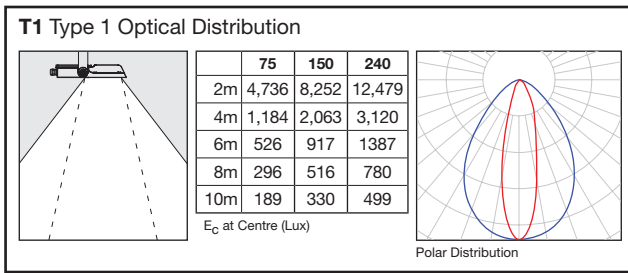 T1 Type 1 Optical Distribution
75 150 240
2m 4,736 8,252 12,479
4m 1,184 2,063 3,120
6m 526 917 1387
8m 296 516 780
10m 189 330 499
EC at Centre (Lux)
Polar Distribution